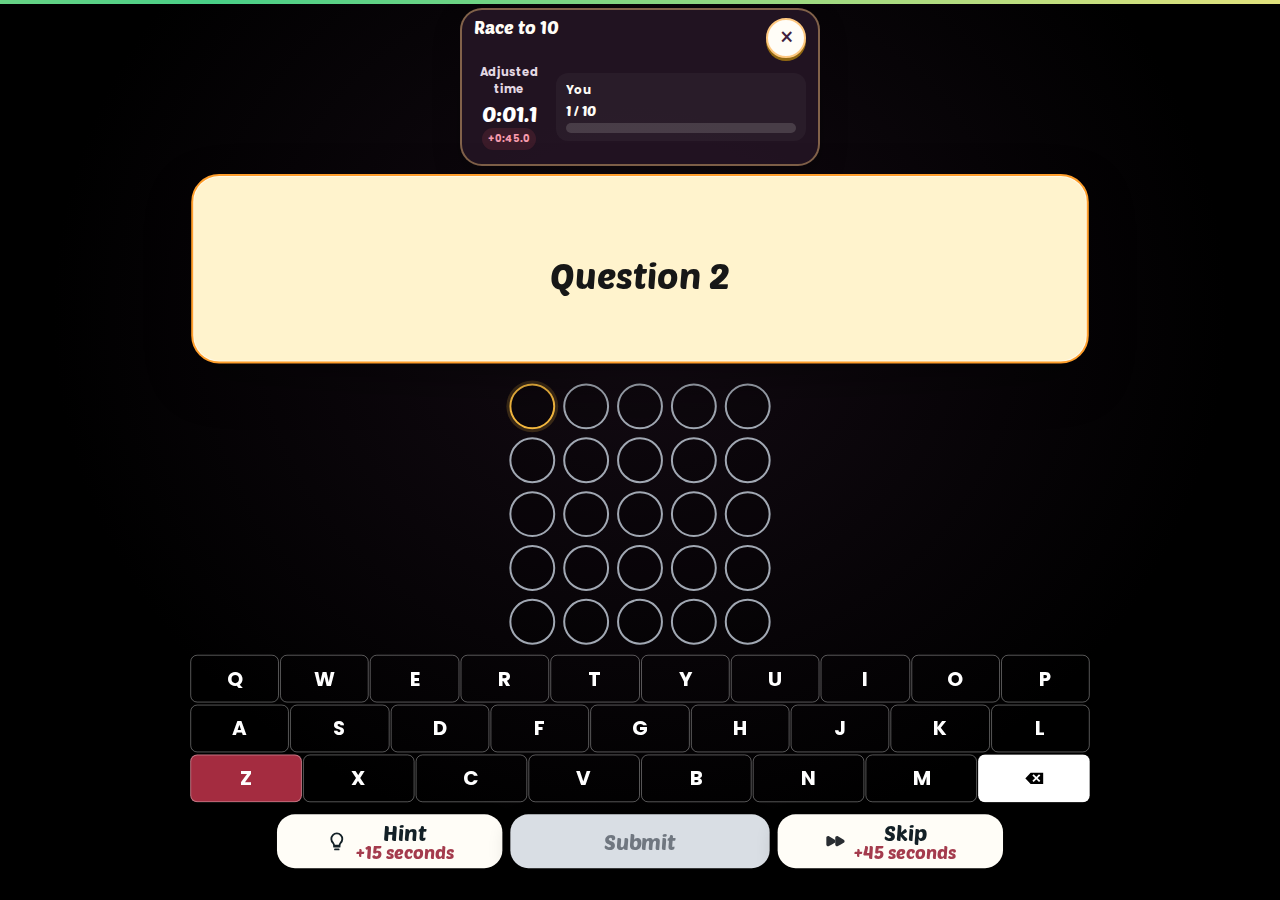 Race to 10
×
Adjusted
time
0:01.1
+0:45.0
You
1 / 10
Question 2
Q W E R T Y U I O P
A S D F G H J K L
Z X C V B N M
Hint
+15 seconds
Submit
Skip
+45 seconds